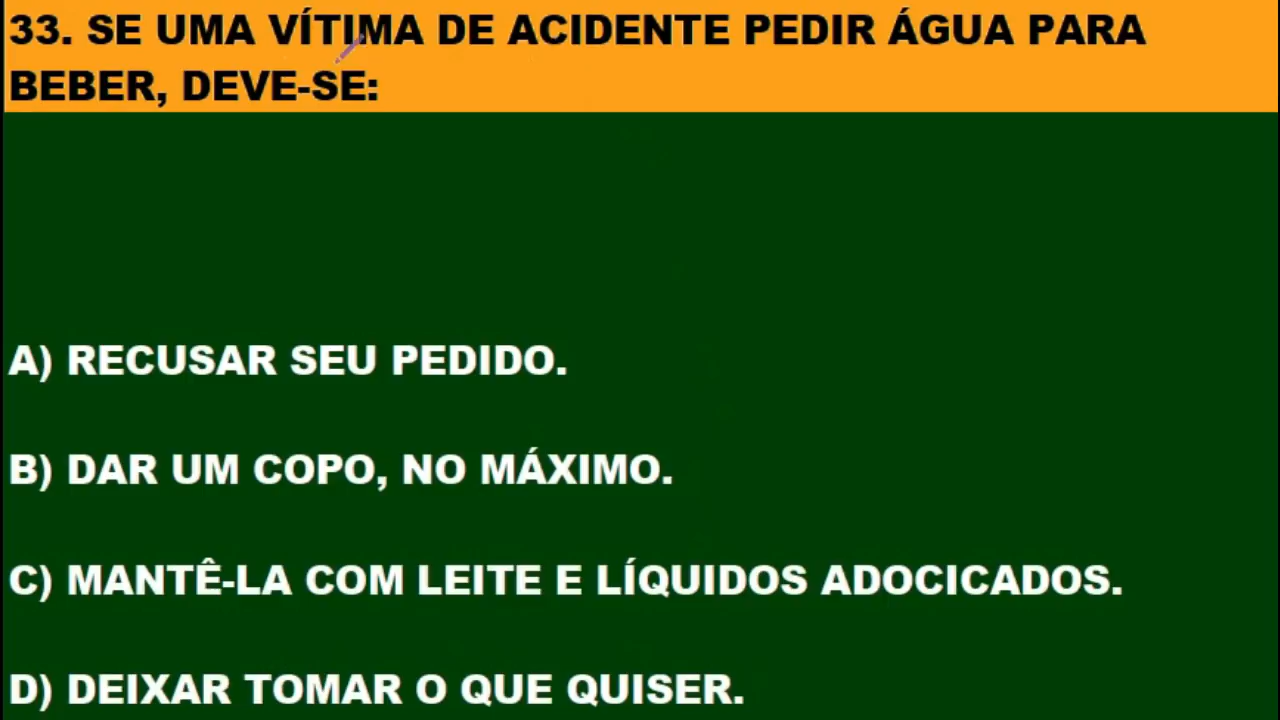 33. SE UMA VÍTIMA DE ACIDENTE PEDIR ÁGUA PARA
BEBER, DEVE-SE:
A) RECUSAR SEU PEDIDO.
B) DAR UM COPO, NO MÁXIMO.
C) MANTÊ-LA COM LEITE E LÍQUIDOS ADOCICADOS.
D) DEIXAR TOMAR O QUE QUISER.